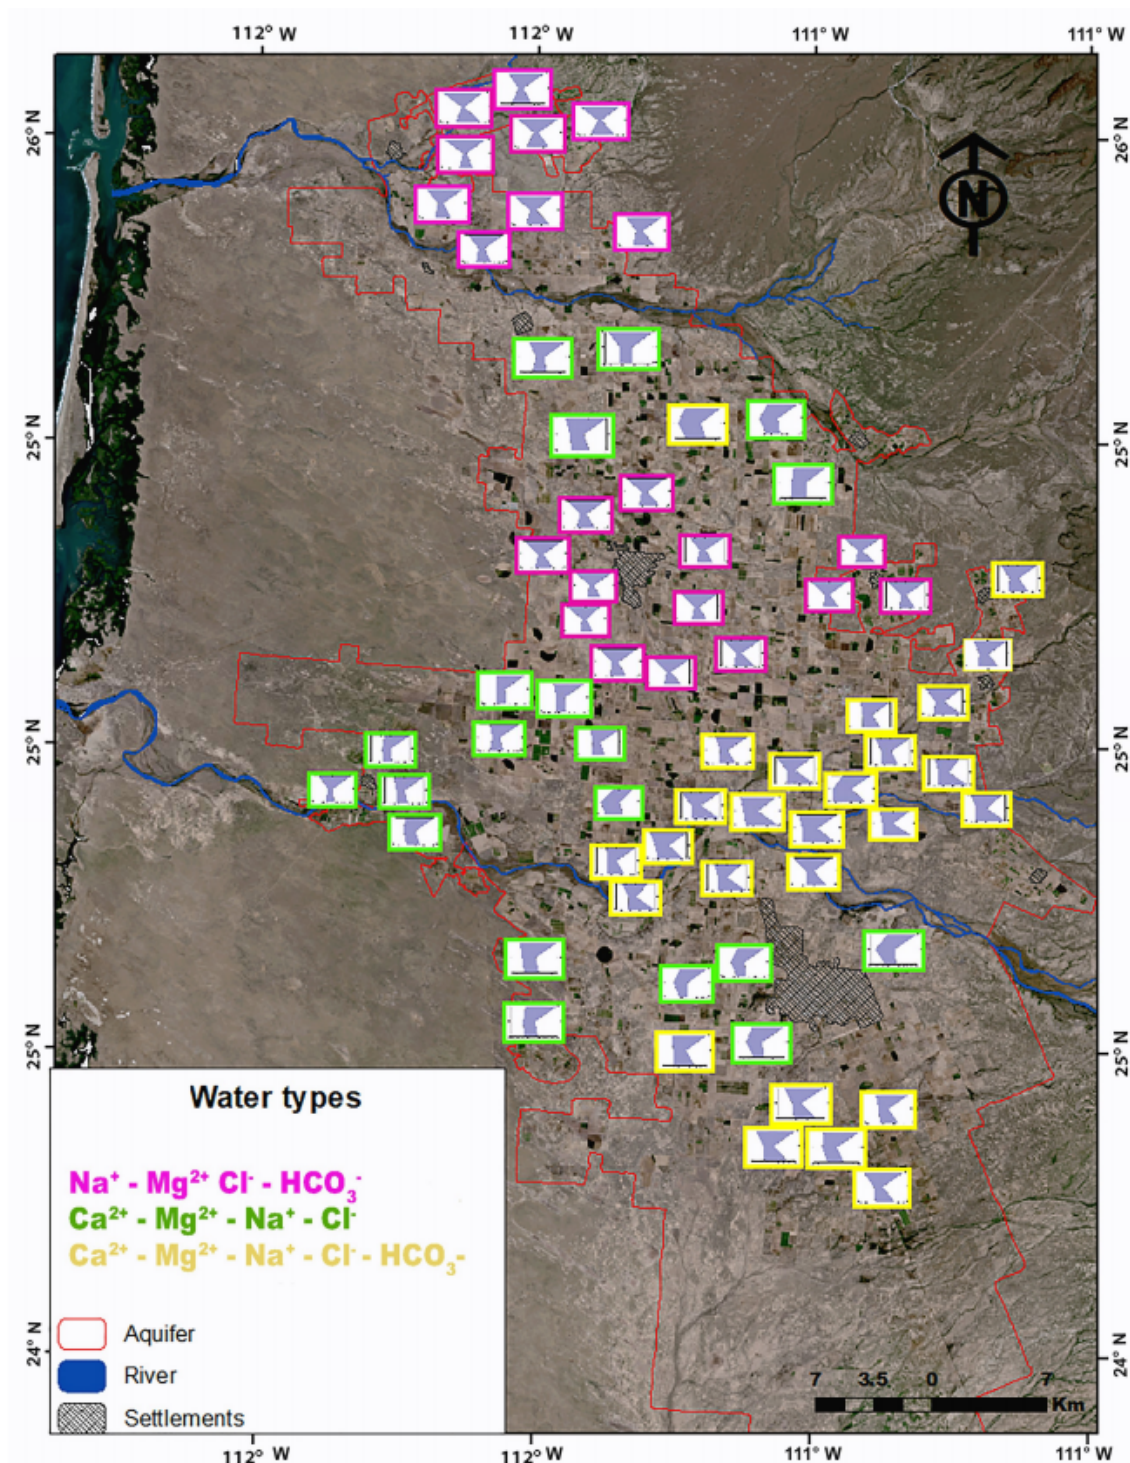 112° W 112° W 111° W 111° W
26° N 26° N
N
25° N 25° N
25° N 25° N
25° N 25° N
Water types
Na⁺ - Mg²⁺ Cl⁻ - HCO₃⁻
Ca²⁺ - Mg²⁺ - Na⁺ - Cl⁻
Ca²⁺ - Mg²⁺ - Na⁺ - Cl⁻ - HCO₃-
Aquifer
24° N 24° N
River
7 3.5 0 7
Km
Settlements
112° W 112° W 111° W 111° W